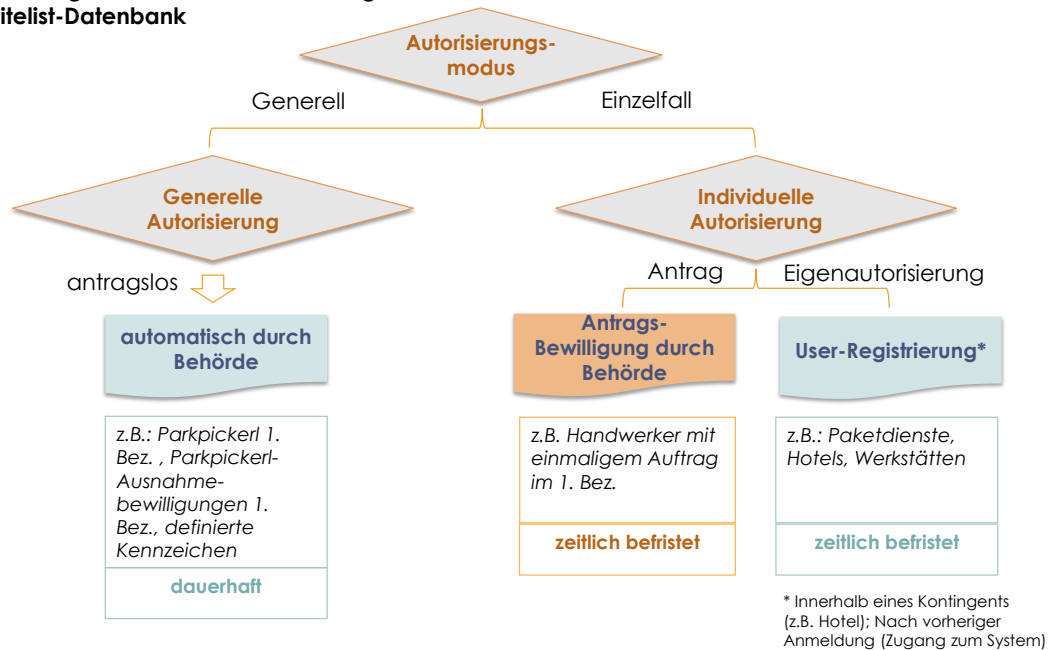 itelist-Datenbank
Autorisierungs-
modus
Generell
Einzelfall
Generelle
Autorisierung
Individuelle
Autorisierung
antragslos
Antrag
Eigenautorisierung
automatisch durch
Behörde
Antrags-
Bewilligung durch
Behörde
User-Registrierung*
z.B.: Parkpickerl 1.
Bez. , Parkpickerl-
Ausnahme-
bewilligungen 1.
Bez., definierte
Kennzeichen
dauerhaft
z.B. Handwerker mit
einmaligem Auftrag
im 1. Bez.
zeitlich befristet
z.B.: Paketdienste,
Hotels, Werkstätten
zeitlich befristet
* Innerhalb eines Kontingents
(z.B. Hotel); Nach vorheriger
Anmeldung (Zugang zum System)